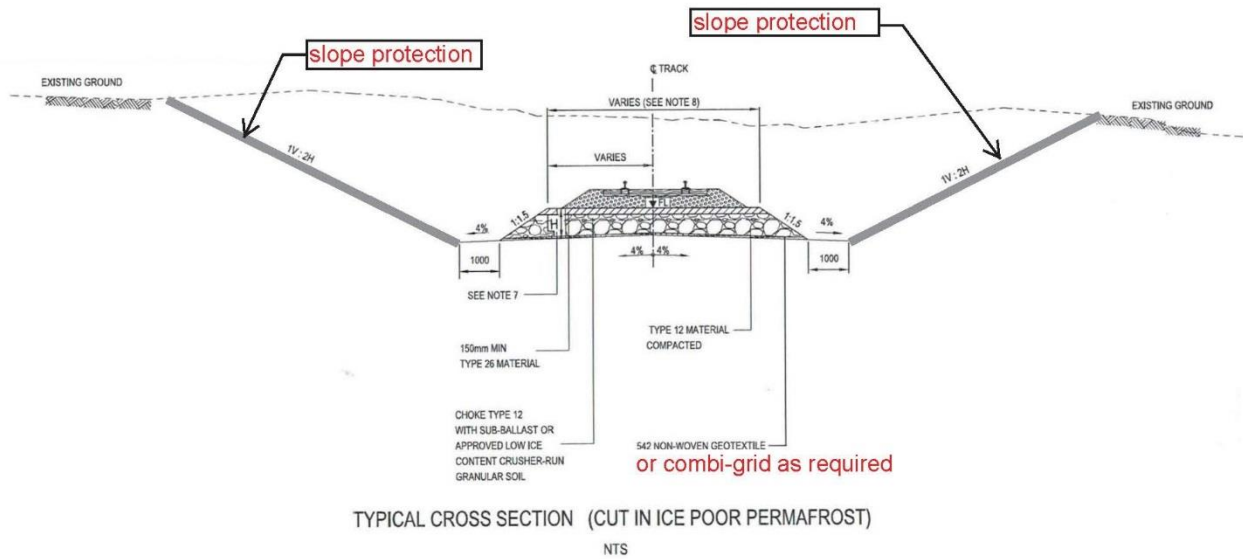 slope protection
slope protection
EXISTING GROUND
℄ TRACK
VARIES (SEE NOTE 8)
EXISTING GROUND
VARIES
1V : 2H
1V : 2H
1:1.5
H
1:1.5
4%
4%
4% 4%
1000
1000
SEE NOTE 7
150mm MIN
TYPE 26 MATERIAL
TYPE 12 MATERIAL
COMPACTED
CHOKE TYPE 12
WITH SUB-BALLAST OR
APPROVED LOW ICE
CONTENT CRUSHER-RUN
GRANULAR SOIL
542 NON-WOVEN GEOTEXTILE
or combi-grid as required
TYPICAL CROSS SECTION (CUT IN ICE POOR PERMAFROST)
NTS